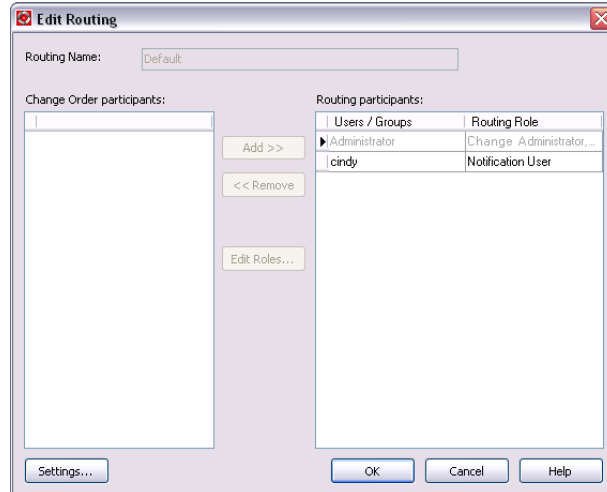 Edit Routing
Routing Name: Default
Change Order participants:
Routing participants:
Users / Groups Routing Role
Administrator Change Administrator,...
cindy Notification User
Add >>
<< Remove
Edit Roles...
Settings... OK Cancel Help